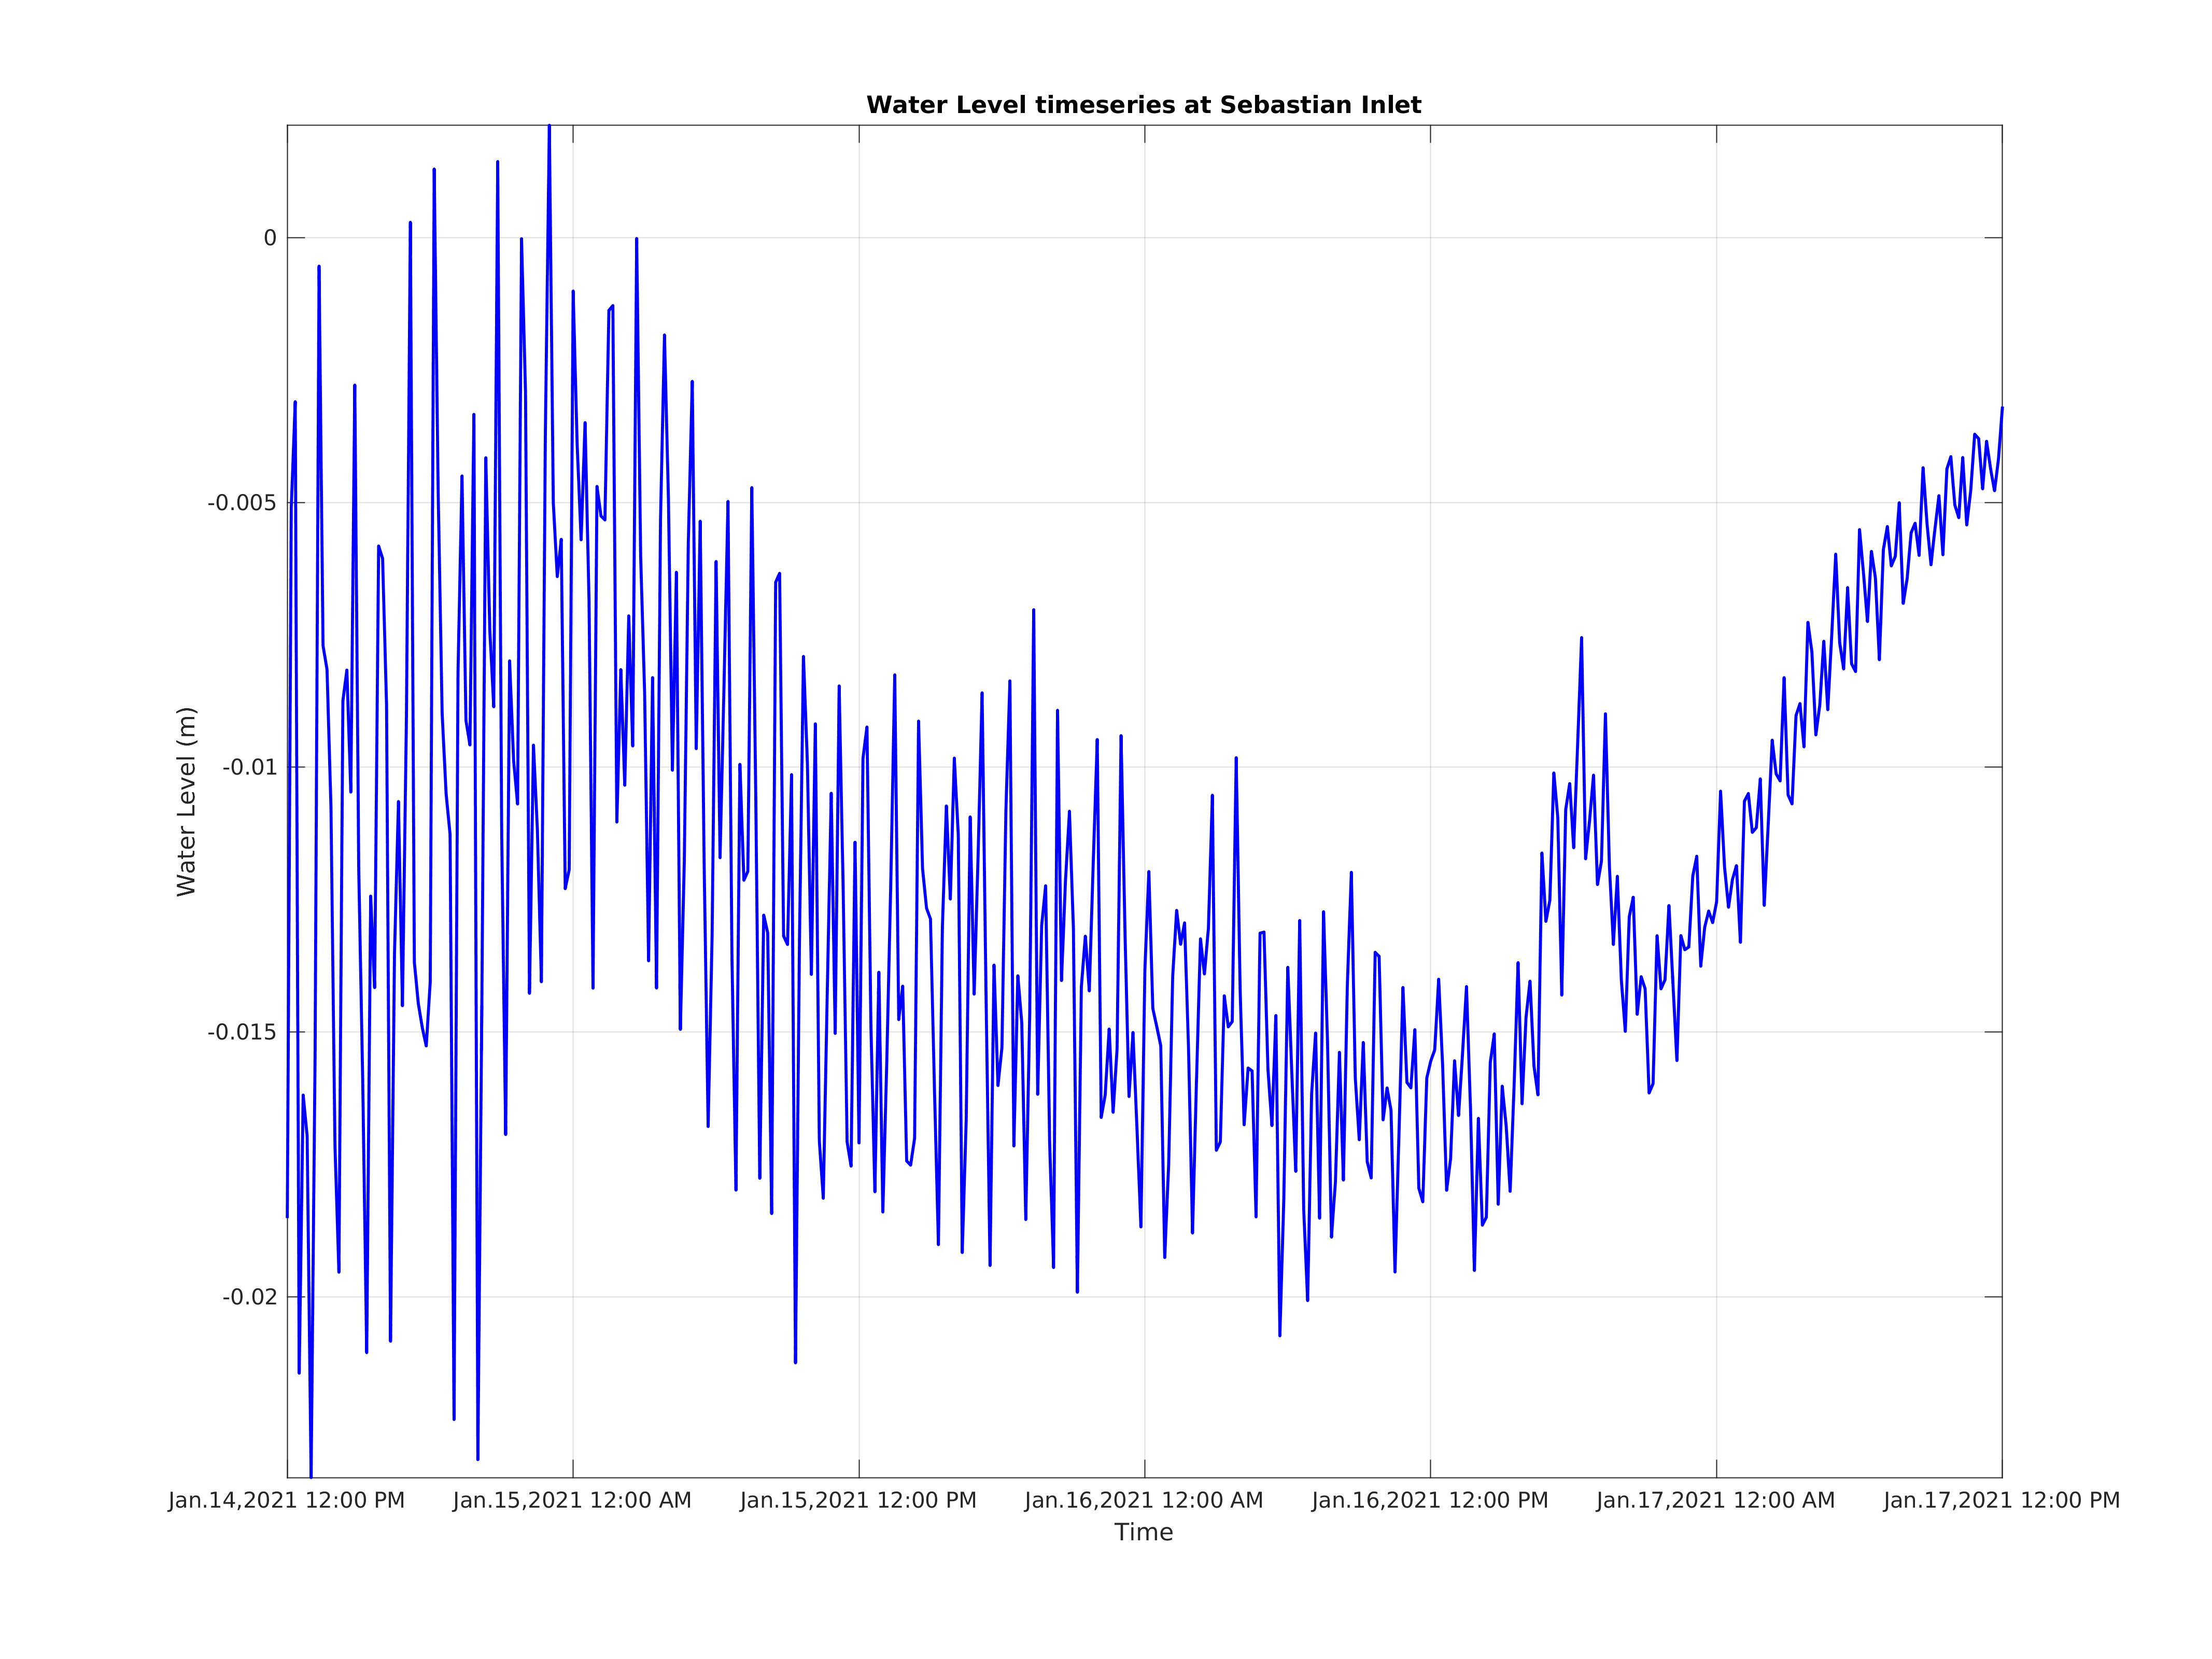 Water Level timeseries at Sebastian Inlet
0
-0.005
-0.01
-0.015
-0.02
Water Level (m)
Jan.14,2021 12:00 PM
Jan.15,2021 12:00 AM
Jan.15,2021 12:00 PM
Jan.16,2021 12:00 AM
Jan.16,2021 12:00 PM
Jan.17,2021 12:00 AM
Jan.17,2021 12:00 PM
Time